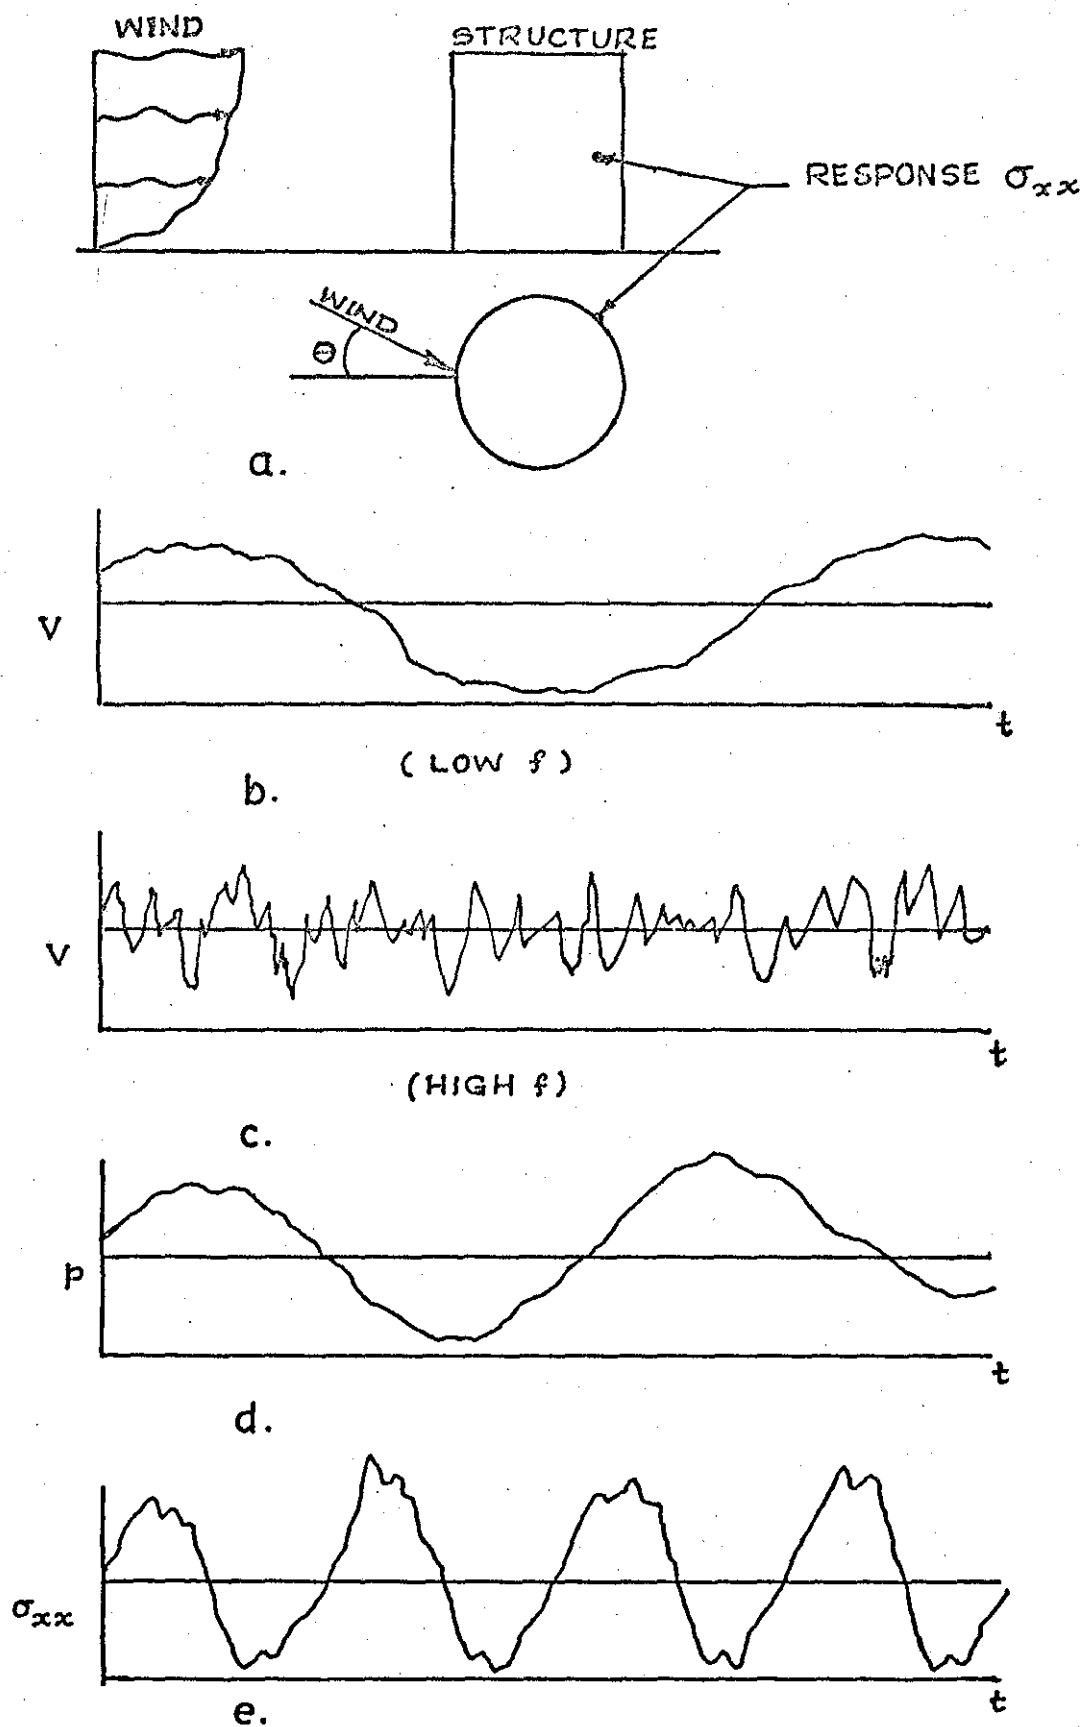 WIND
STRUCTURE
RESPONSE σxx
WIND
θ
a.
V
t
(LOW f)
b.
V
t
(HIGH f)
c.
p
t
d.
σxx
t
e.